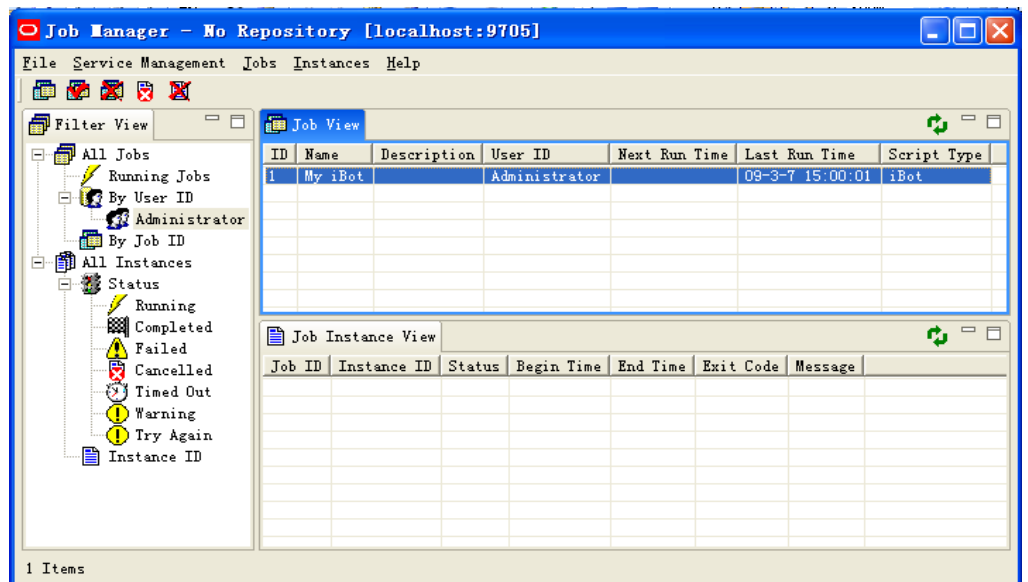 Job Manager - No Repository [localhost:9705]
File Service Management Jobs Instances Help
Filter View
All Jobs
Running Jobs
By User ID
Administrator
By Job ID
All Instances
Status
Running
Completed
Failed
Cancelled
Timed Out
Warning
Try Again
Instance ID
Job View
ID Name Description User ID Next Run Time Last Run Time Script Type
1 My iBot Administrator 09-3-7 15:00:01 iBot
Job Instance View
Job ID Instance ID Status Begin Time End Time Exit Code Message
1 Items